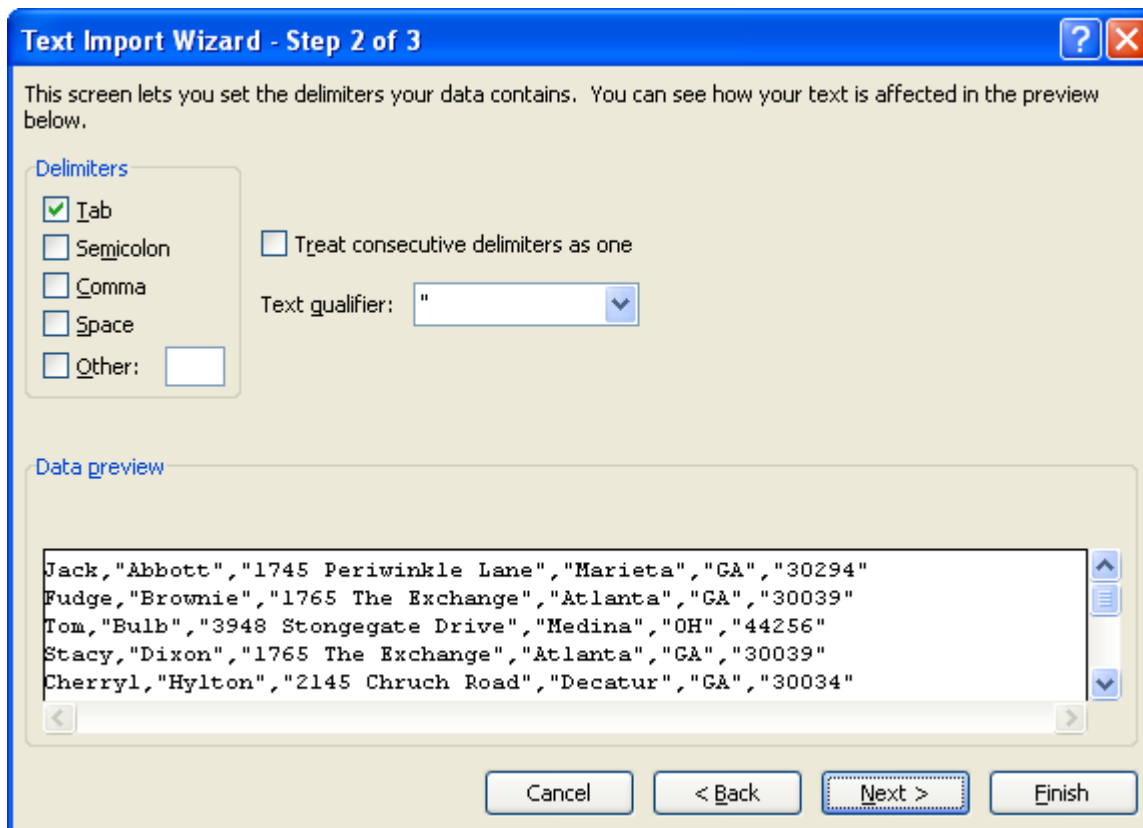 Text Import Wizard - Step 2 of 3
This screen lets you set the delimiters your data contains. You can see how your text is affected in the preview
below.
Delimiters
Tab
Semicolon
Treat consecutive delimiters as one
Comma
Text qualifier: "
Space
Other:
Data preview
Jack,"Abbott","1745 Periwinkle Lane","Marieta","GA","30294"
Fudge,"Brownie","1765 The Exchange","Atlanta","GA","30039"
Tom,"Bulb","3948 Stongegate Drive","Medina","OH","44256"
Stacy,"Dixon","1765 The Exchange","Atlanta","GA","30039"
Cherryl,"Hylton","2145 Chruch Road","Decatur","GA","30034"
Cancel
< Back
Next >
Finish